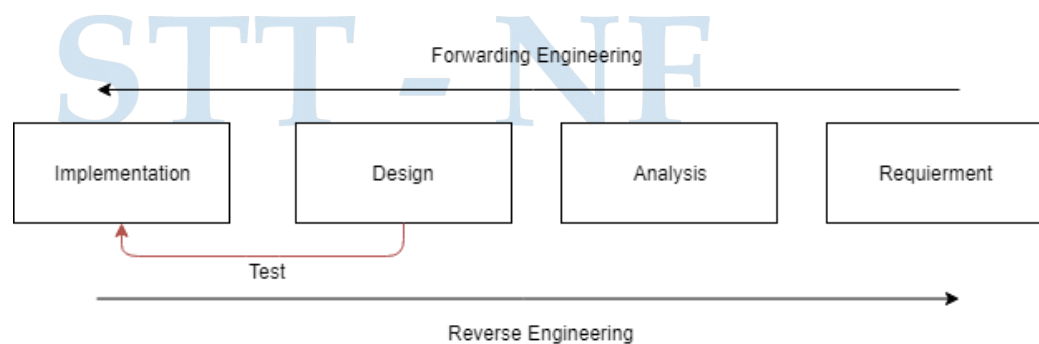 STT - NF
Forwarding Engineering
Implementation
Design
Analysis
Requierment
Test
Reverse Engineering